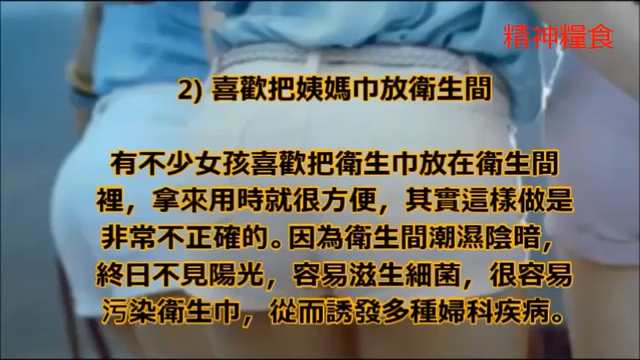 精神糧食
2) 喜歡把姨媽巾放衛生間
有不少女孩喜歡把衛生巾放在衛生間
裡，拿來用時就很方便，其實這樣做是
非常不正確的。因為衛生間潮濕陰暗，
終日不見陽光，容易滋生細菌，很容易
污染衛生巾，從而誘發多種婦科疾病。